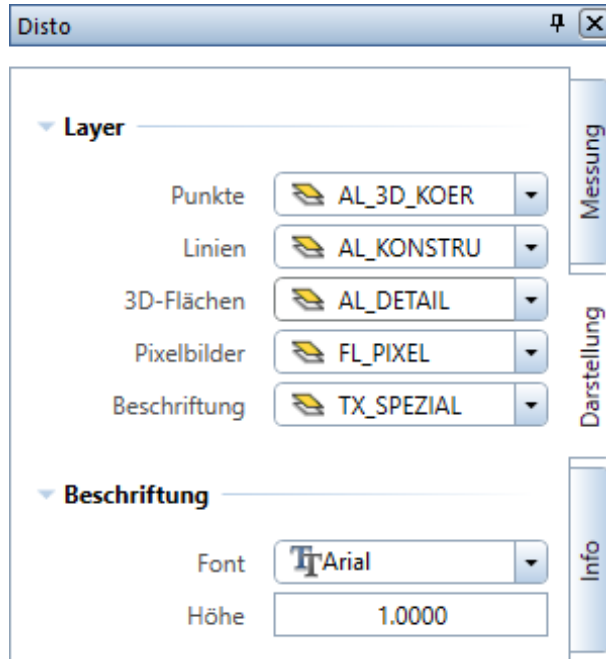 Disto
Layer
Punkte AL_3D_KOER
Linien AL_KONSTRU
3D-Flächen AL_DETAIL
Pixelbilder FL_PIXEL
Beschriftung TX_SPEZIAL
Beschriftung
Font Arial
Höhe 1.0000
Messung
Darstellung
Info